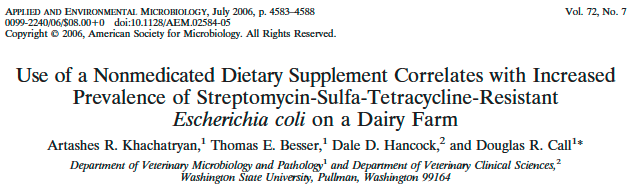 APPLIED AND ENVIRONMENTAL MICROBIOLOGY, July 2006, p. 4583–4588 Vol. 72, No. 7
0099-2240/06/$08.00+0 doi:10.1128/AEM.02584-05
Copyright © 2006, American Society for Microbiology. All Rights Reserved.
Use of a Nonmedicated Dietary Supplement Correlates with Increased
Prevalence of Streptomycin-Sulfa-Tetracycline-Resistant
Escherichia coli on a Dairy Farm
Artashes R. Khachatryan,¹ Thomas E. Besser,¹ Dale D. Hancock,² and Douglas R. Call¹*
Department of Veterinary Microbiology and Pathology¹ and Department of Veterinary Clinical Sciences,²
Washington State University, Pullman, Washington 99164